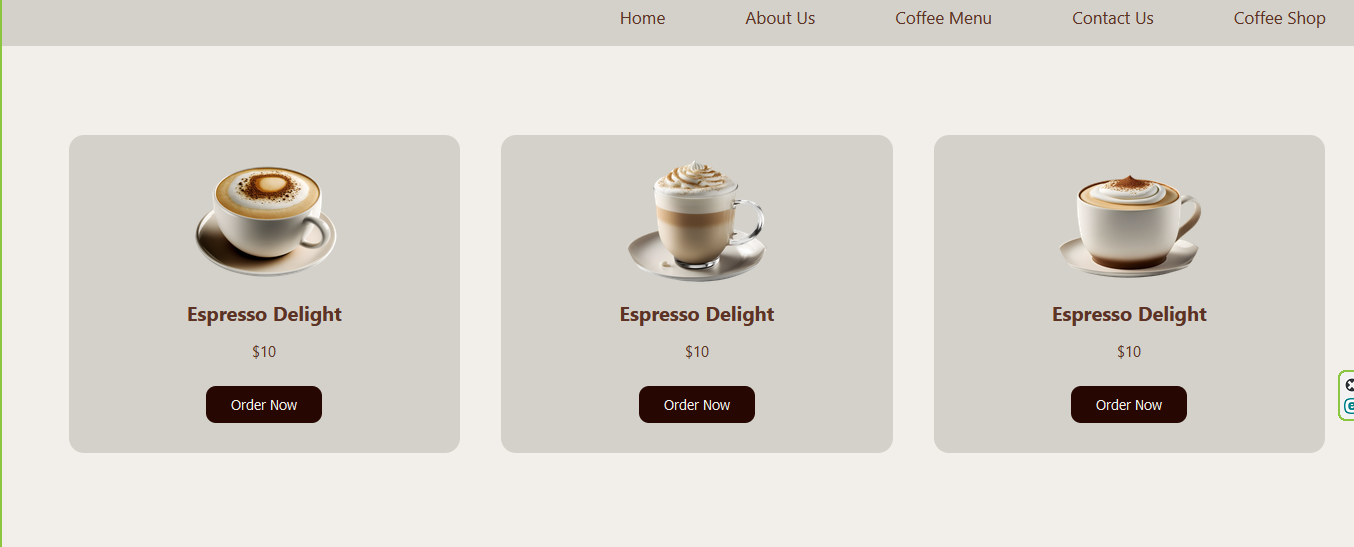 Home About Us Coffee Menu Contact Us Coffee Shop
Espresso Delight Espresso Delight Espresso Delight
$10 $10 $10
Order Now Order Now Order Now